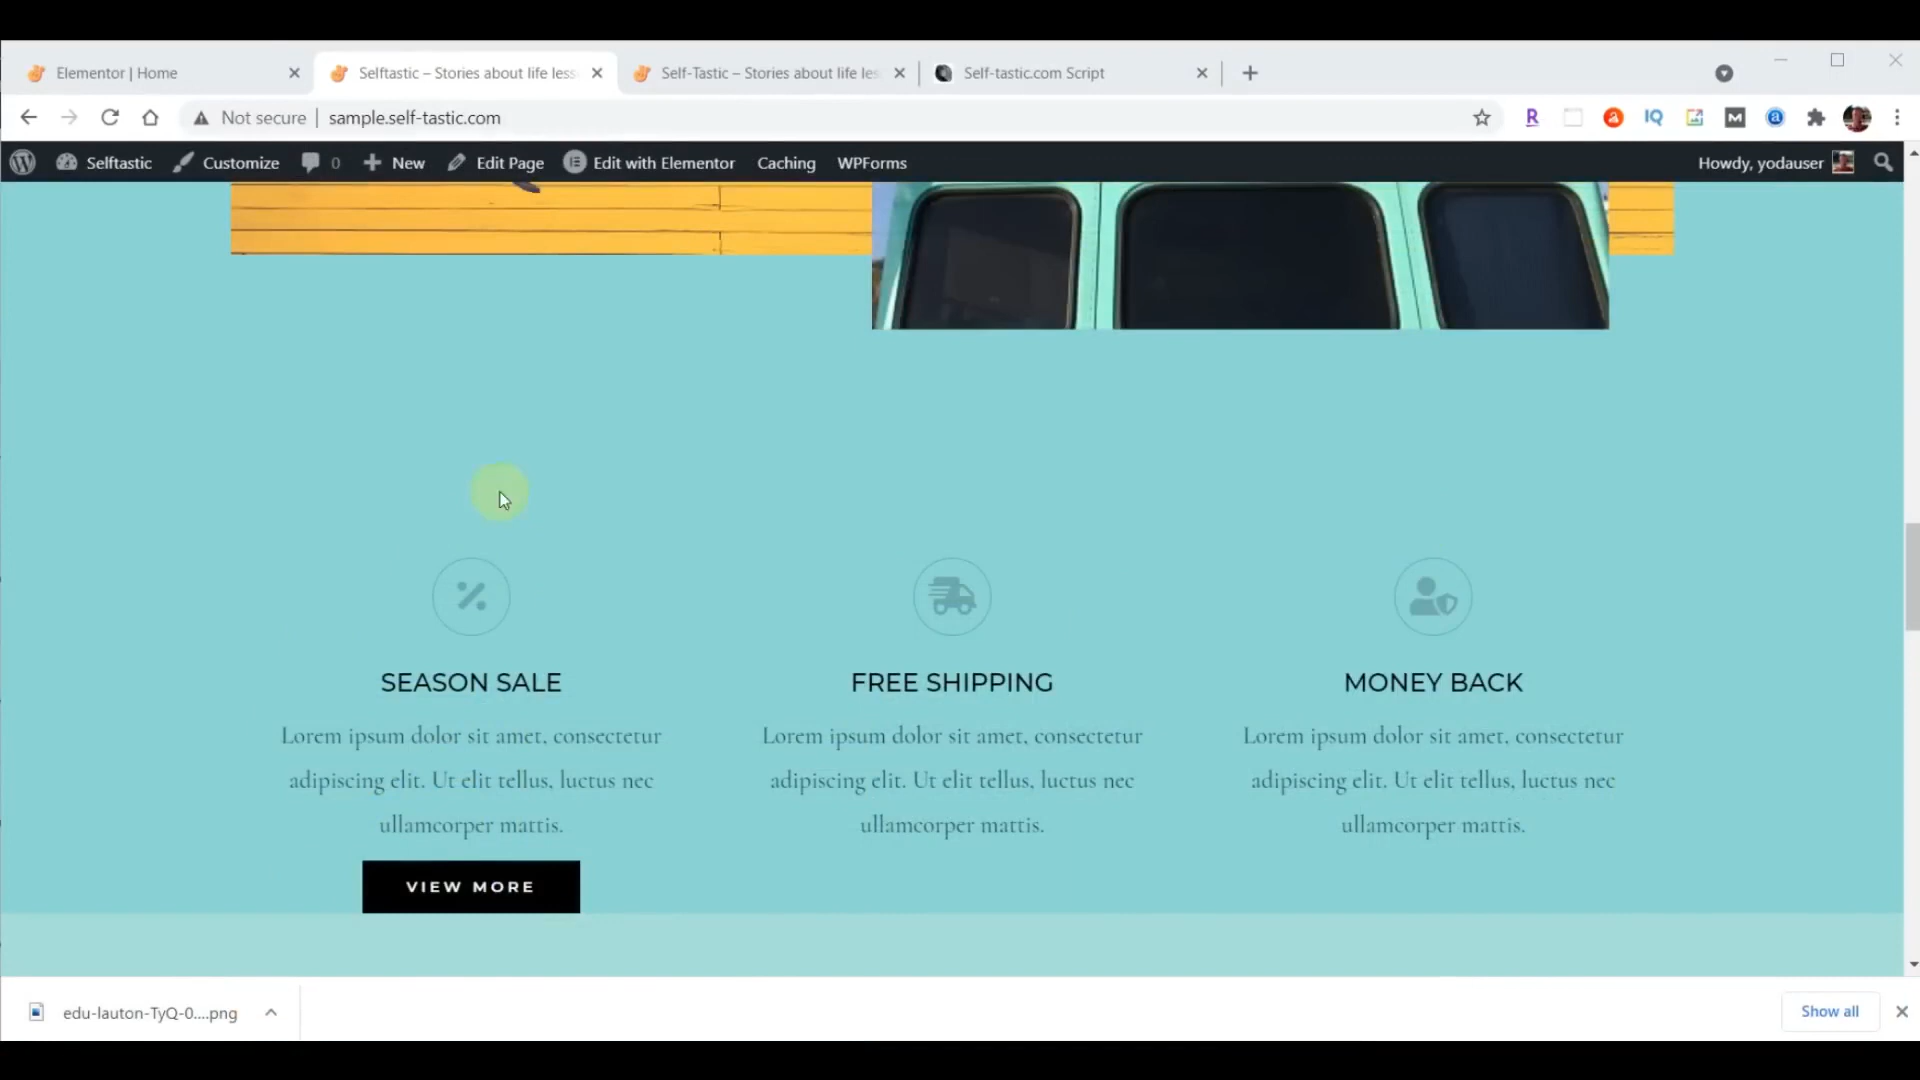 Elementor | Home
Selftastic – Stories about life less
Self-Tastic – Stories about life les
Self-tastic.com Script
Not secure | sample.self-tastic.com
Selftastic Customize 0 New Edit Page Edit with Elementor Caching WPForms Howdy, yodauser
SEASON SALE
Lorem ipsum dolor sit amet, consectetur
adipiscing elit. Ut elit tellus, luctus nec
ullamcorper mattis.
VIEW MORE
FREE SHIPPING
Lorem ipsum dolor sit amet, consectetur
adipiscing elit. Ut elit tellus, luctus nec
ullamcorper mattis.
MONEY BACK
Lorem ipsum dolor sit amet, consectetur
adipiscing elit. Ut elit tellus, luctus nec
ullamcorper mattis.
edu-lauton-TyQ-0....png
Show all